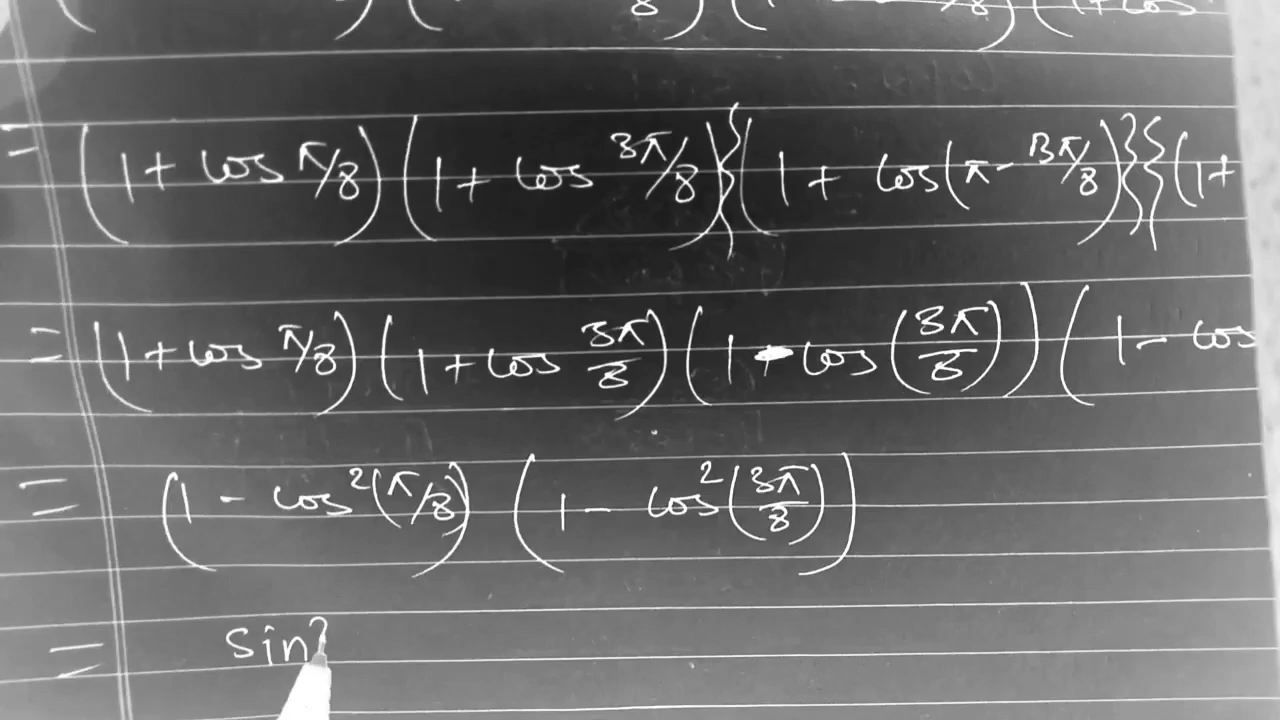 = (1 + cos π/8) (1 + cos 3π/8) {(1 + cos(π - 3π/8)} {(1 +
= (1 + cos π/8) (1 + cos 3π/8) (1 - cos (3π/8)) (1 - cos
= (1 - cos²(π/8)) (1 - cos²(3π/8))
= sin²